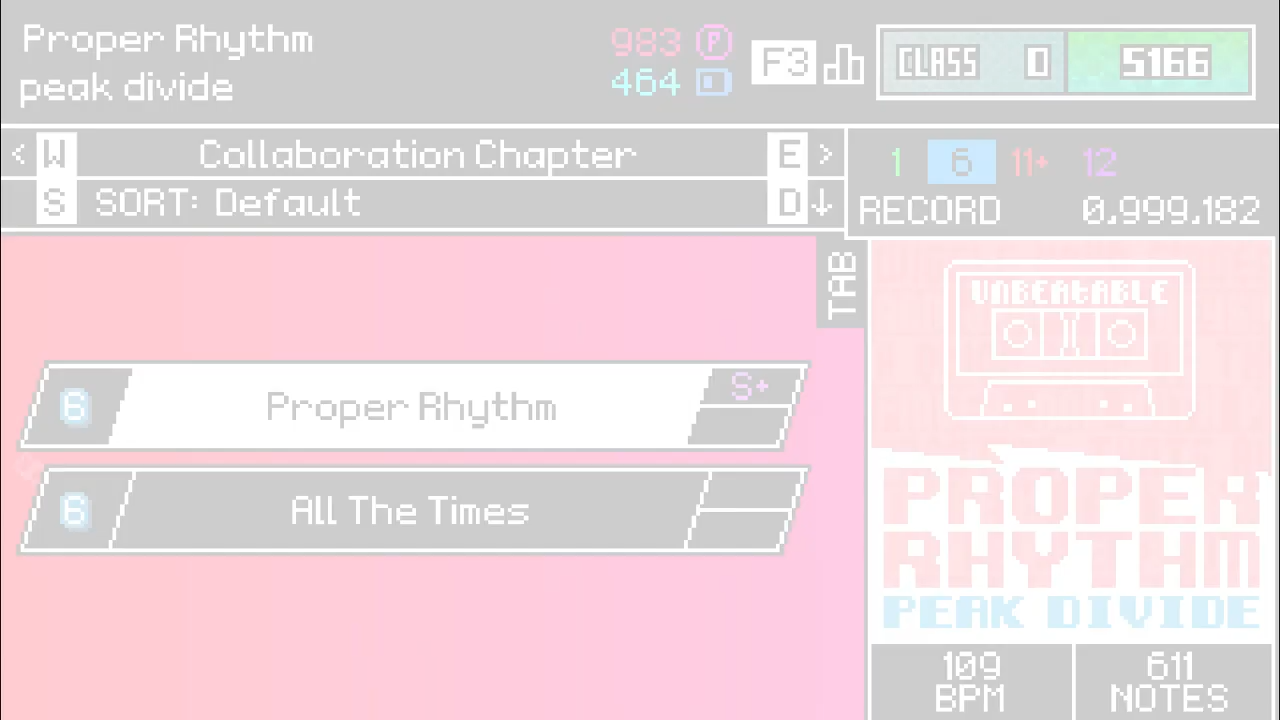 Proper Rhythm
peak divide
983 P
464
F3
CLASS 0 5166
< W Collaboration Chapter E >
S SORT: Default D ↓
1 6 11+ 12
RECORD 0,999,182
TAB
6 Proper Rhythm S+
6 All The Times
UNBEATABLE
PROPER
RHYTHM
PEAK DIVIDE
109
BPM
611
NOTES